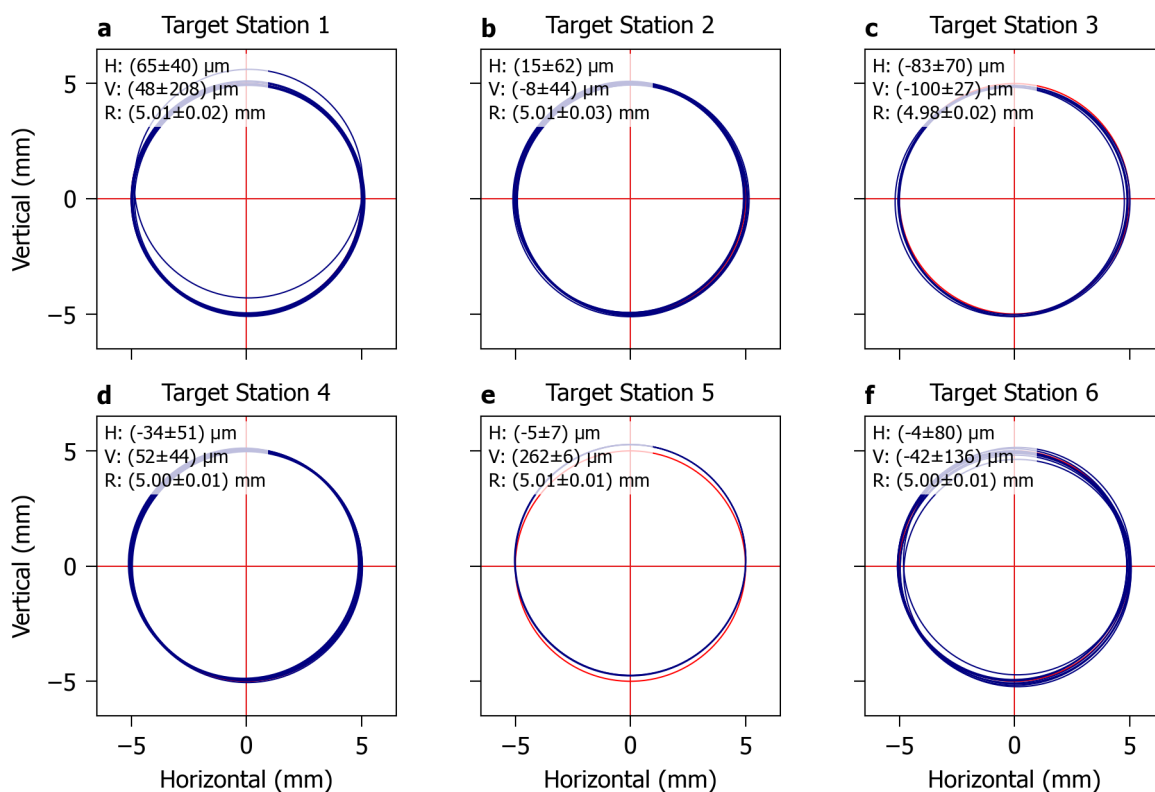 a Target Station 1
H: (65±40) µm
V: (48±208) µm
R: (5.01±0.02) mm
5
0
−5
Vertical (mm)
b Target Station 2
H: (15±62) µm
V: (-8±44) µm
R: (5.01±0.03) mm
c Target Station 3
H: (-83±70) µm
V: (-100±27) µm
R: (4.98±0.02) mm
d Target Station 4
H: (-34±51) µm
V: (52±44) µm
R: (5.00±0.01) mm
5
0
−5
Vertical (mm)
−5 0 5
Horizontal (mm)
e Target Station 5
H: (-5±7) µm
V: (262±6) µm
R: (5.01±0.01) mm
−5 0 5
Horizontal (mm)
f Target Station 6
H: (-4±80) µm
V: (-42±136) µm
R: (5.00±0.01) mm
−5 0 5
Horizontal (mm)